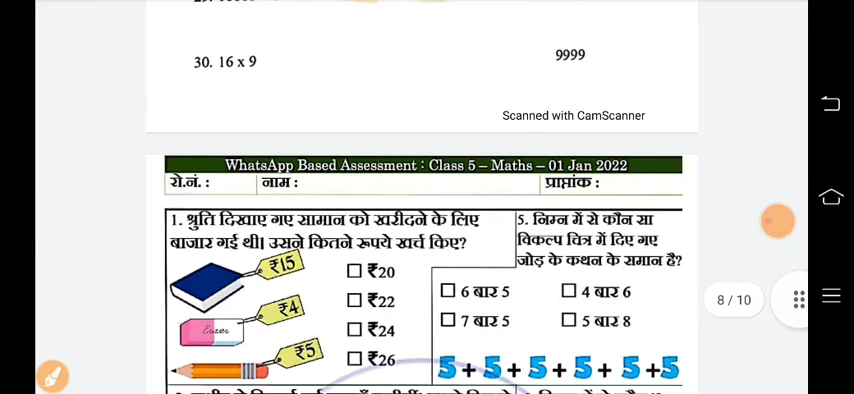 30. 16 x 9
9999
Scanned with CamScanner
WhatsApp Based Assessment : Class 5 – Maths – 01 Jan 2022
रो.नं. :
नाम :
प्राप्तांक :
1. श्रुति दिखाए गए सामान को खरीदने के लिए
बाजार गई थी। उसने कितने रूपये खर्च किए?
₹15
₹4
Eraser
₹5
☐ ₹20
☐ ₹22
☐ ₹24
☐ ₹26
5. निम्न में से कौन सा
विकल्प चित्र में दिए गए
जोड़ के कथन के समान है?
☐ 6 बार 5 ☐ 4 बार 6
☐ 7 बार 5 ☐ 5 बार 8
5 + 5 + 5 + 5 + 5 +5
8 / 10